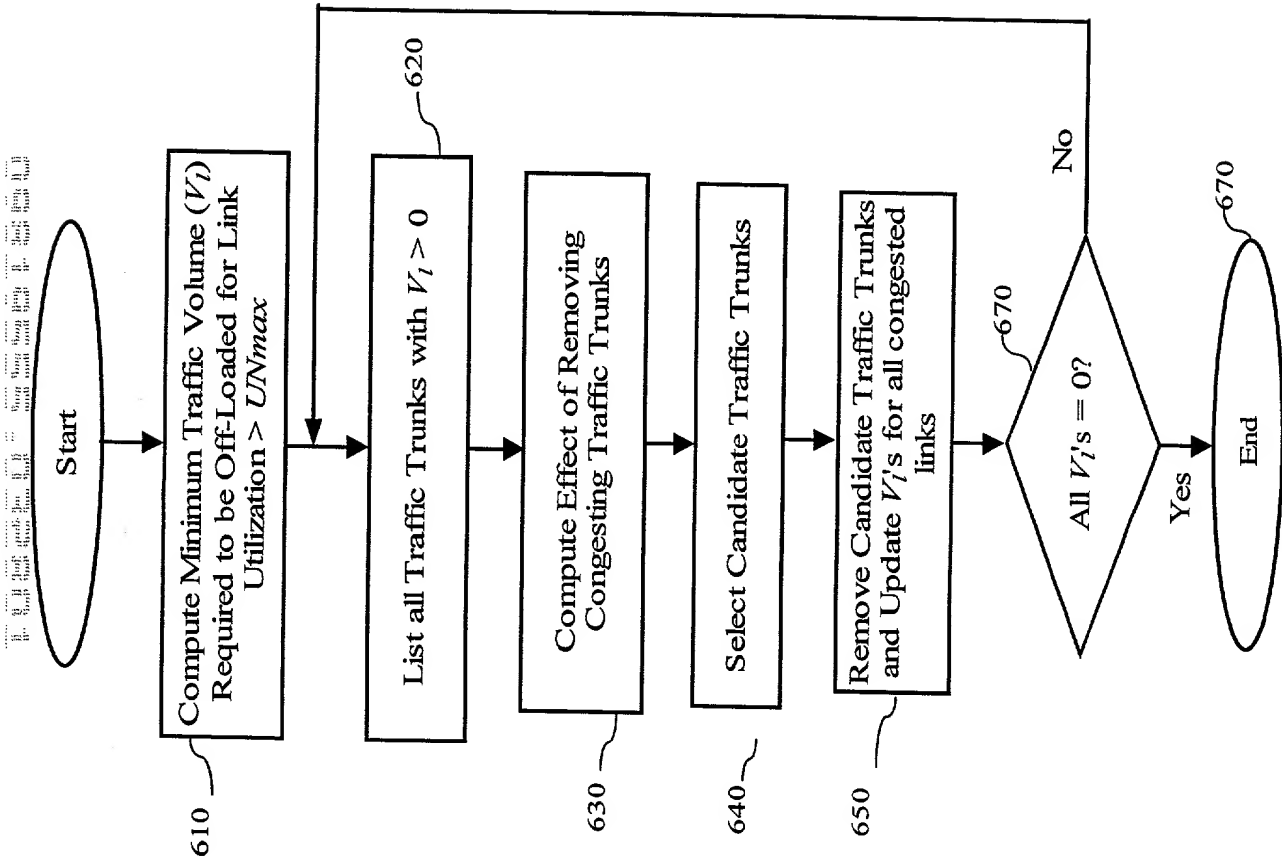 Start
610
Compute Minimum Traffic Volume (Vl)
Required to be Off-Loaded for Link
Utilization > UNmax
620
List all Traffic Trunks with Vl > 0
630
Compute Effect of Removing
Congesting Traffic Trunks
640
Select Candidate Traffic Trunks
650
Remove Candidate Traffic Trunks
and Update Vl's for all congested
links
670
All Vl's == 0?
No
Yes
670
End